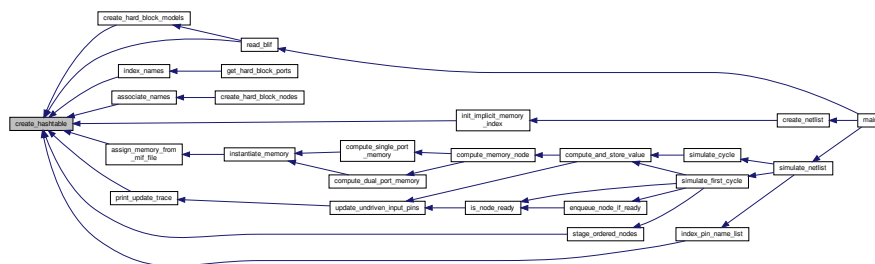 create_hard_block_models
read_blif
index_names
get_hard_block_ports
associate_names
create_hard_block_nodes
create_hashtable
init_implicit_memory
_index
create_netlist
main
assign_memory_from
_mif_file
instantiate_memory
compute_single_port
_memory
compute_dual_port_memory
compute_memory_node
compute_and_store_value
simulate_cycle
simulate_netlist
simulate_first_cycle
print_update_trace
update_undriven_input_pins
is_node_ready
enqueue_node_if_ready
stage_ordered_nodes
index_pin_name_list